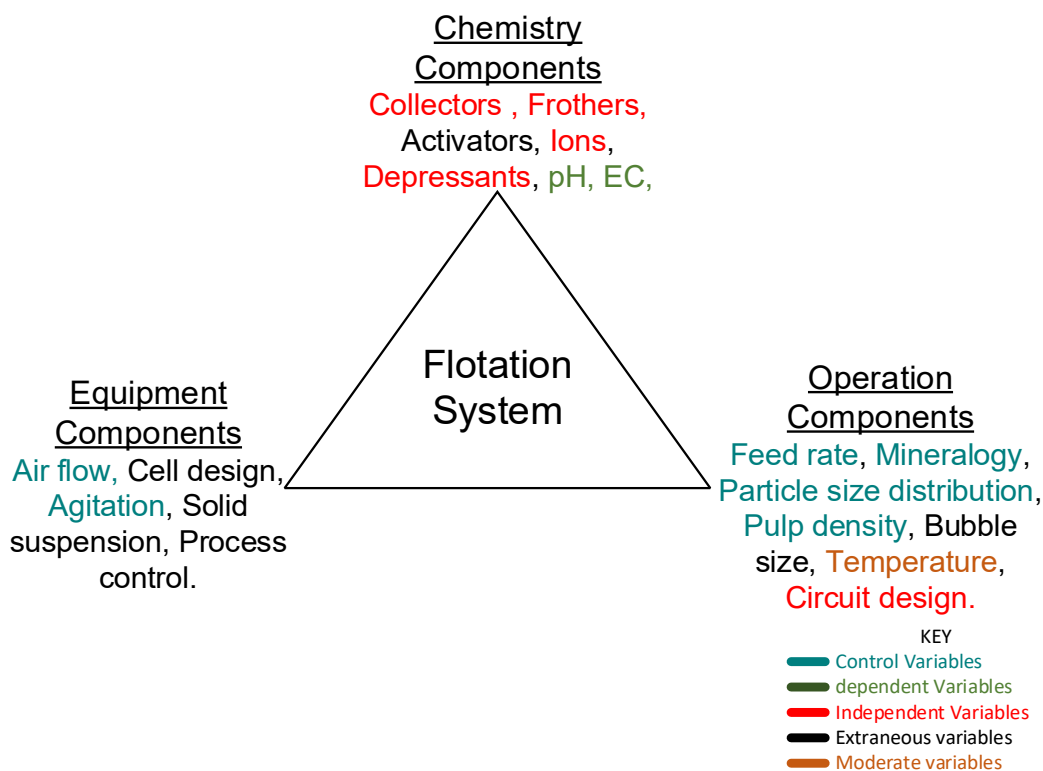 Chemistry
Components
Collectors , Frothers,
Activators, Ions,
Depressants, pH, EC,
Flotation
System
Equipment
Components
Air flow, Cell design,
Agitation, Solid
suspension, Process
control.
Operation
Components
Feed rate, Mineralogy,
Particle size distribution,
Pulp density, Bubble
size, Temperature,
Circuit design.
KEY
Control Variables
dependent Variables
Independent Variables
Extraneous variables
Moderate variables